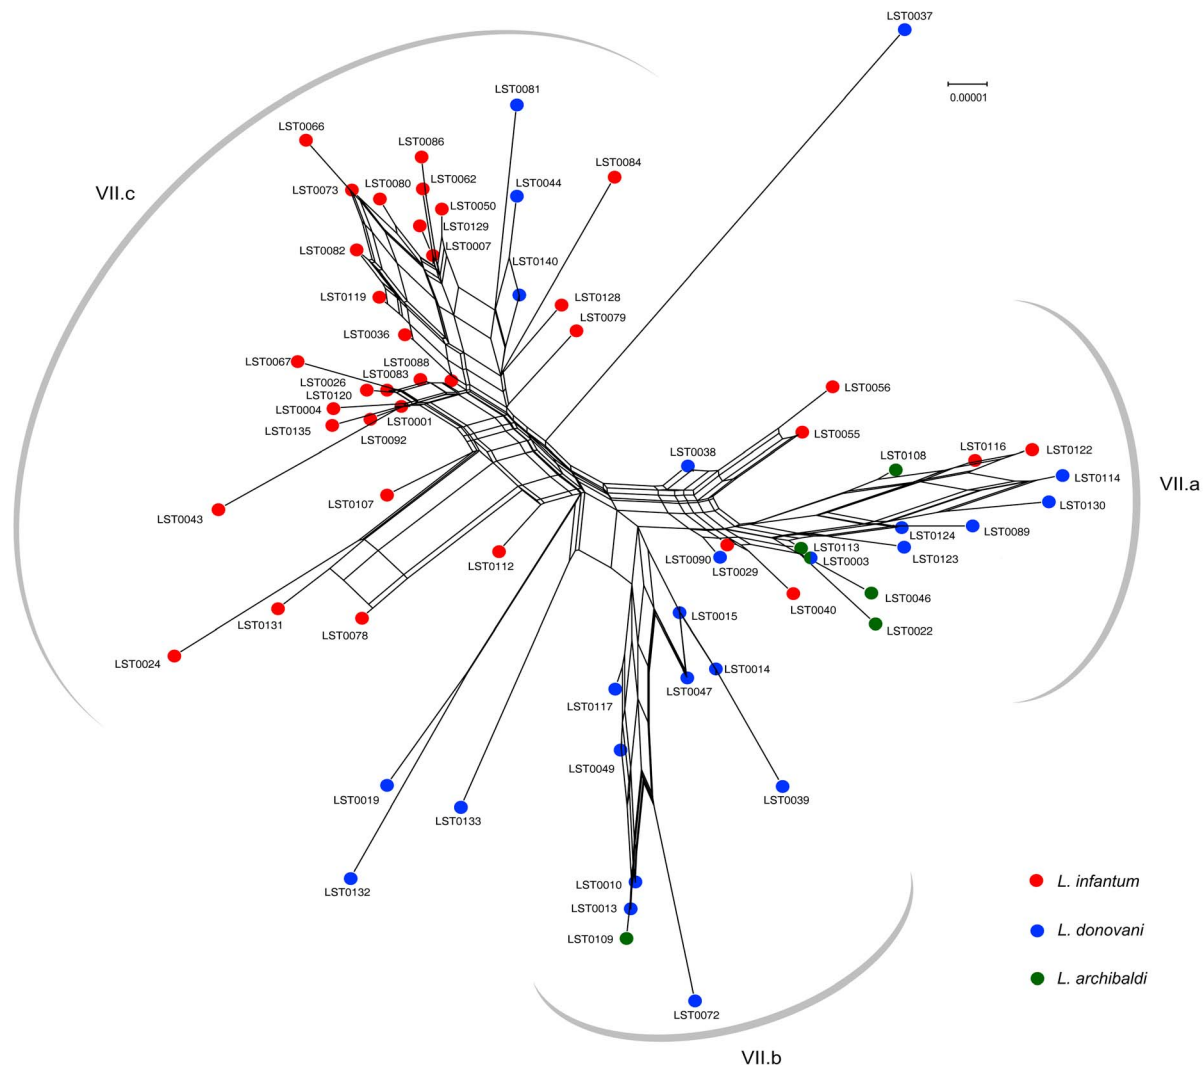 LST0037
0.00001
LST0081
LST0066
LST0086
LST0084
VII.c
LST0073
LST0080
LST0062
LST0044
LST0050
LST0129
LST0007
LST0082
LST0140
LST0119
LST0128
LST0079
LST0036
LST0088
LST0067
LST0083
LST0026
LST0120
LST0004
LST0001
LST0135
LST0092
LST0056
LST0055
LST0038
LST0108
LST0116
LST0122
LST0114
VII.a
LST0130
LST0107
LST0043
LST0124
LST0089
LST0113
LST0123
LST0090
LST0003
LST0029
LST0112
LST0046
LST0040
LST0015
LST0022
LST0131
LST0078
LST0024
LST0014
LST0047
LST0117
LST0049
LST0019
LST0039
LST0133
LST0132
LST0010
L. infantum
LST0013
LST0109
L. donovani
L. archibaldi
LST0072
VII.b